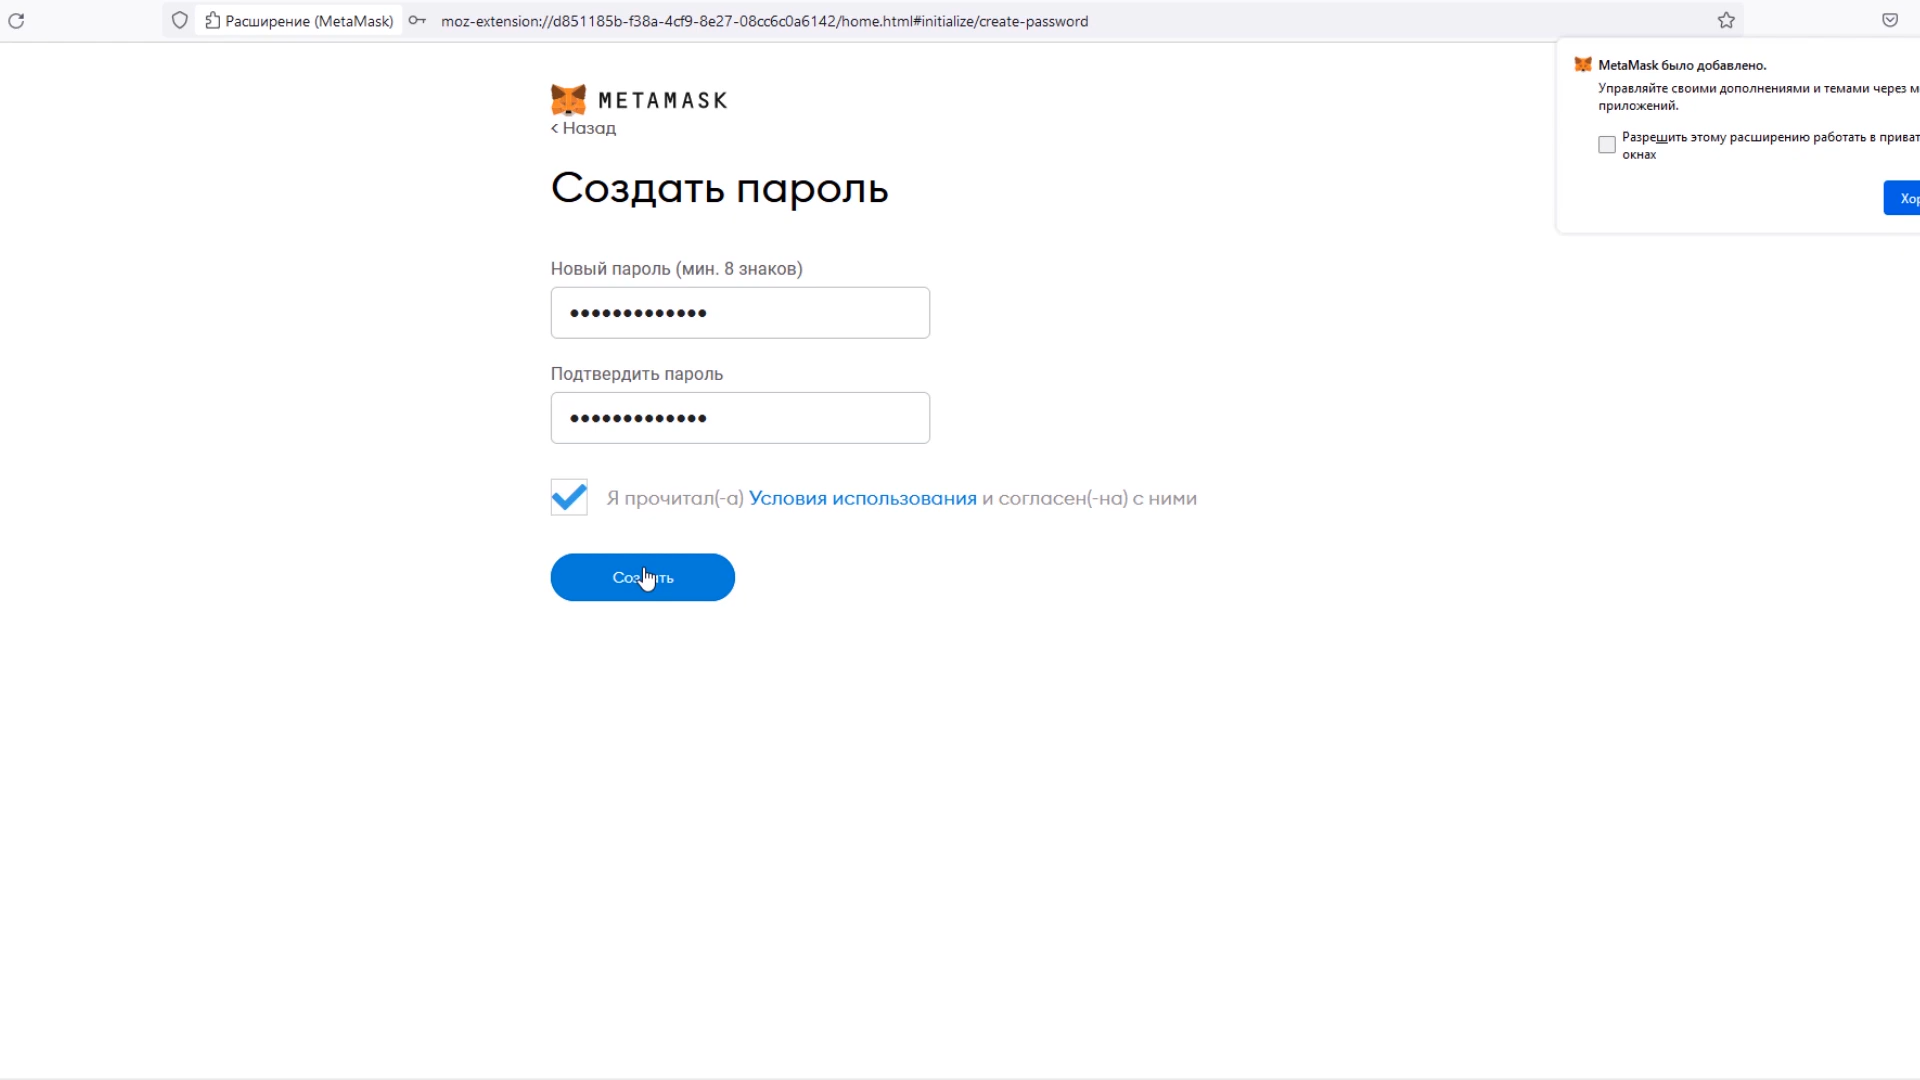 Расширение (MetaMask)
moz-extension://d851185b-f38a-4cf9-8e27-08cc6c0a6142/home.html#initialize/create-password
MetaMask было добавлено.
Управляйте своими дополнениями и темами через
приложений.
Разрешить этому расширению работать в
окнах
METAMASK
< Назад
Создать пароль
Новый пароль (мин. 8 знаков)
•••••••••••••
Подтвердить пароль
•••••••••••••
Я прочитал(-а) Условия использования и согласен(-на) с ними
Создать